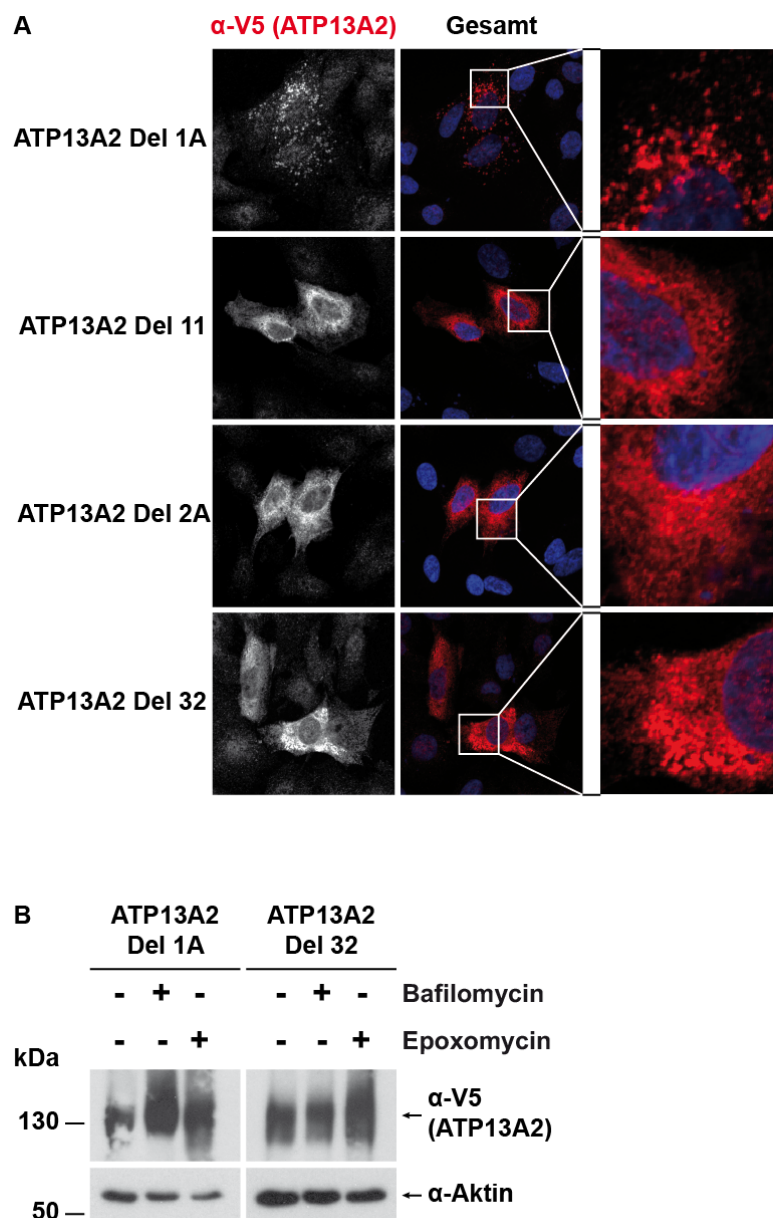 A
α-V5 (ATP13A2) Gesamt
ATP13A2 Del 1A
ATP13A2 Del 11
ATP13A2 Del 2A
ATP13A2 Del 32
B
ATP13A2 ATP13A2
Del 1A Del 32
- + - - + - Bafilomycin
- - + - - + Epoxomycin
kDa
130
α-V5
(ATP13A2)
α-Aktin
50